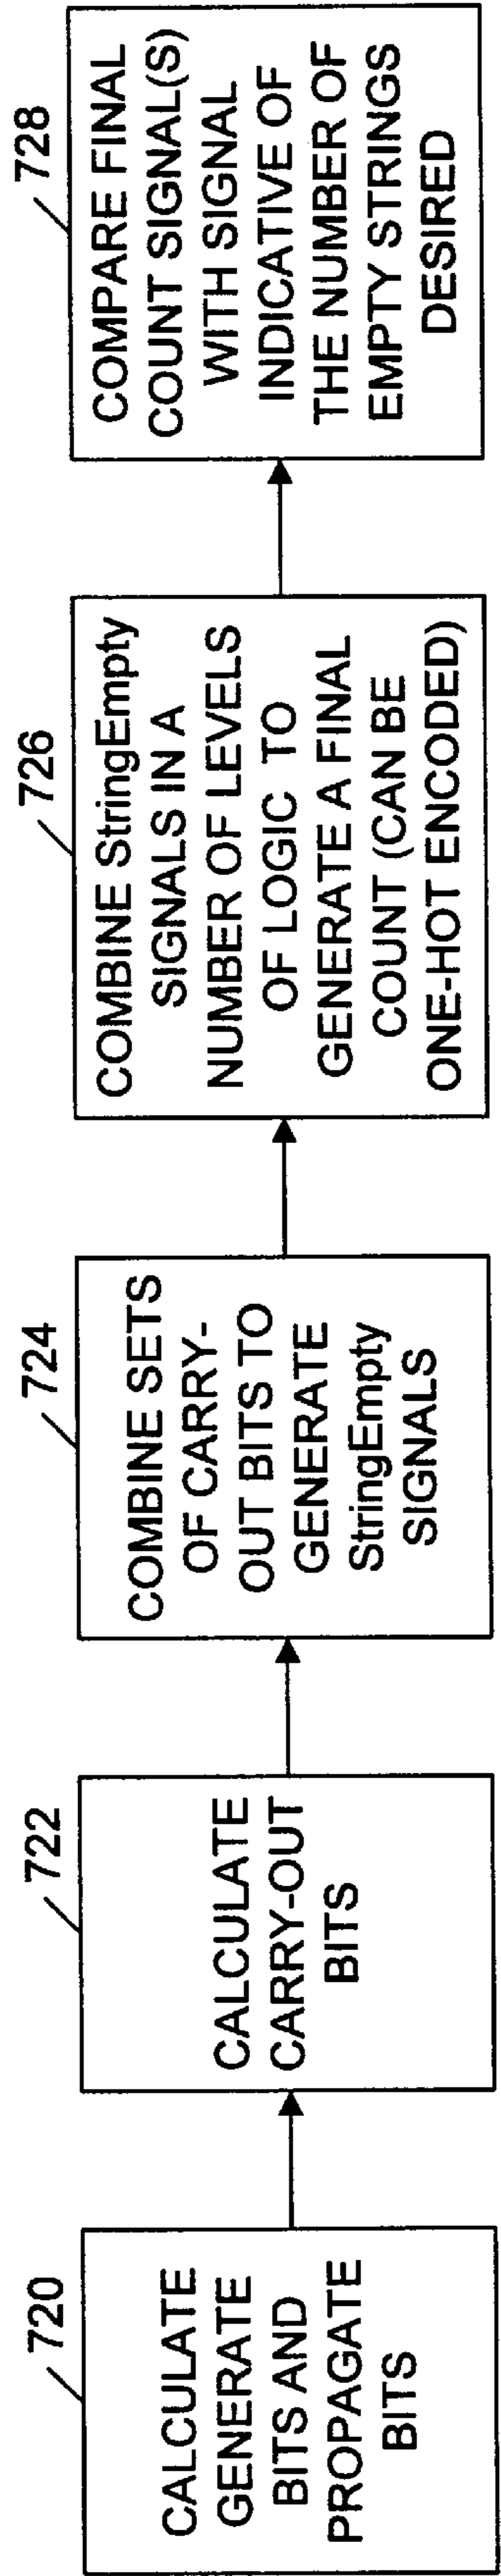 720
CALCULATE
GENERATE
BITS AND
PROPAGATE
BITS
722
CALCULATE
CARRY-OUT
BITS
724
COMBINE SETS
OF CARRY-
OUT BITS TO
GENERATE
StringEmpty
SIGNALS
726
COMBINE StringEmpty
SIGNALS IN A
NUMBER OF LEVELS
OF LOGIC TO
GENERATE A FINAL
COUNT (CAN BE
ONE-HOT ENCODED)
728
COMPARE FINAL
COUNT SIGNAL(S)
WITH SIGNAL
INDICATIVE OF
THE NUMBER OF
EMPTY STRINGS
DESIRED